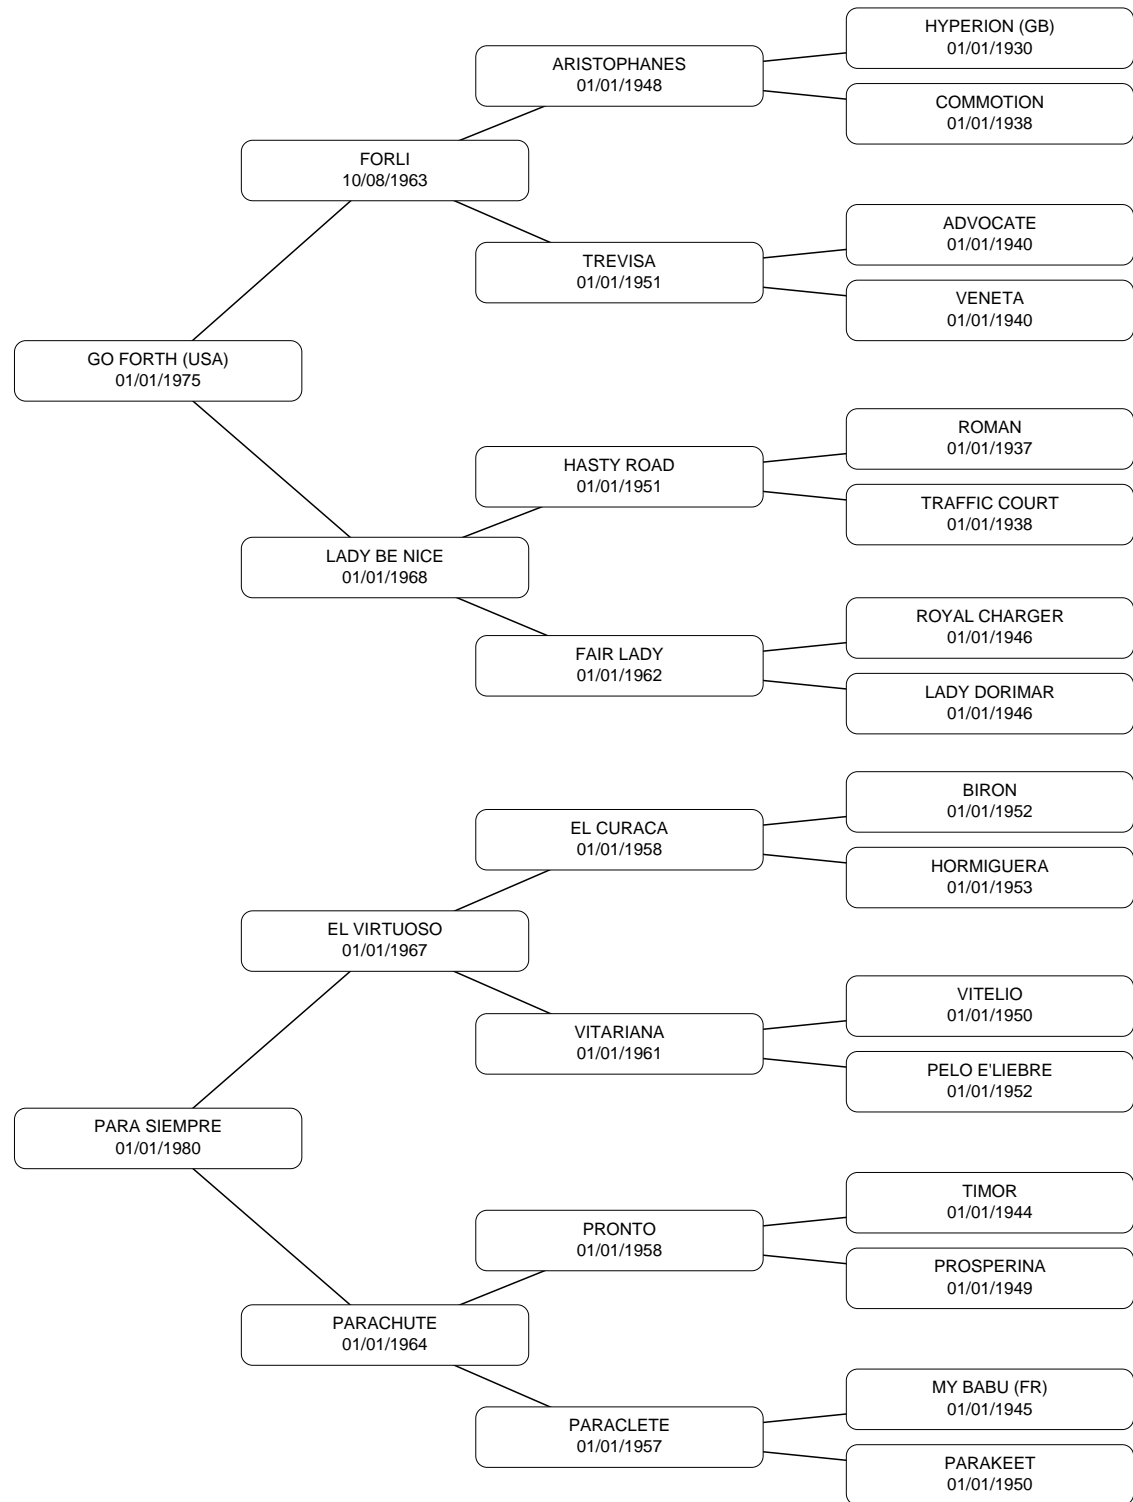 HYPERION (GB)
01/01/1930
ARISTOPHANES
01/01/1948
COMMOTION
01/01/1938
FORLI
10/08/1963
ADVOCATE
01/01/1940
TREVISA
01/01/1951
VENETA
01/01/1940
GO FORTH (USA)
01/01/1975
ROMAN
01/01/1937
HASTY ROAD
01/01/1951
TRAFFIC COURT
01/01/1938
LADY BE NICE
01/01/1968
ROYAL CHARGER
01/01/1946
FAIR LADY
01/01/1962
LADY DORIMAR
01/01/1946
BIRON
01/01/1952
EL CURACA
01/01/1958
HORMIGUERA
01/01/1953
EL VIRTUOSO
01/01/1967
VITELIO
01/01/1950
VITARIANA
01/01/1961
PELO E'LIEBRE
01/01/1952
PARA SIEMPRE
01/01/1980
TIMOR
01/01/1944
PRONTO
01/01/1958
PROSPERINA
01/01/1949
PARACHUTE
01/01/1964
MY BABU (FR)
01/01/1945
PARACLETE
01/01/1957
PARAKEET
01/01/1950